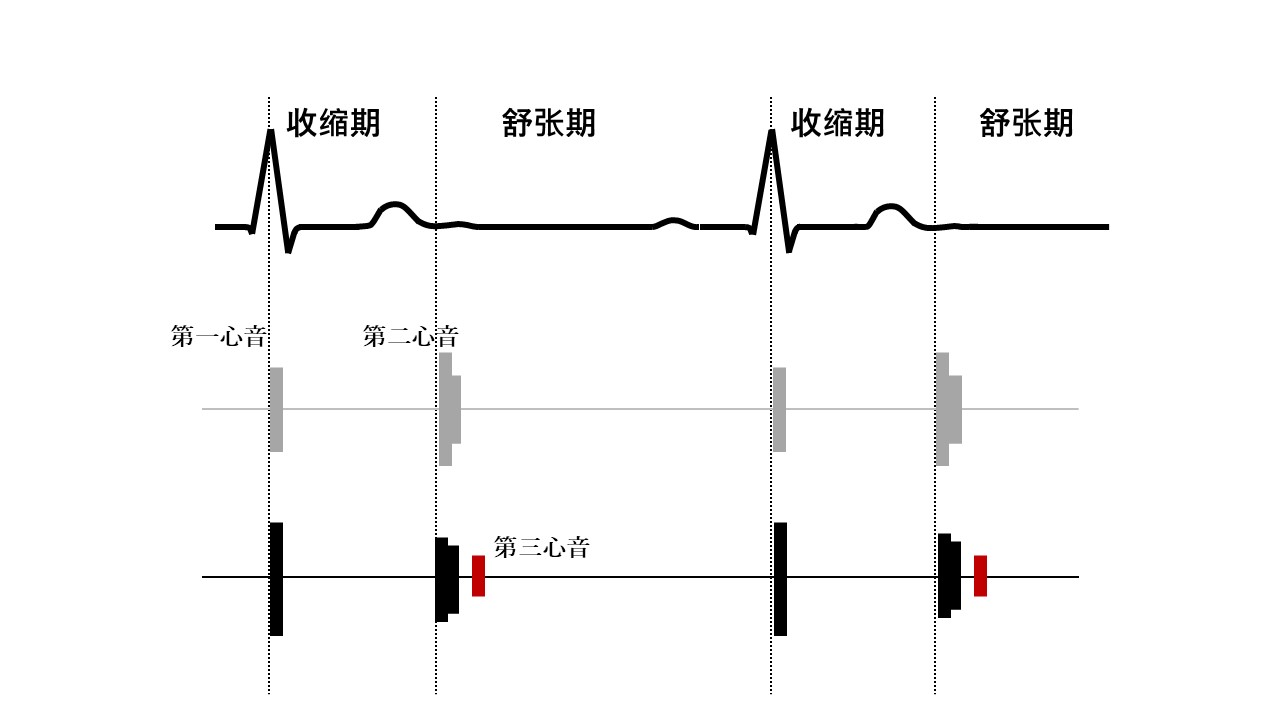 收缩期
舒张期
收缩期
舒张期
第一心音
第二心音
第三心音